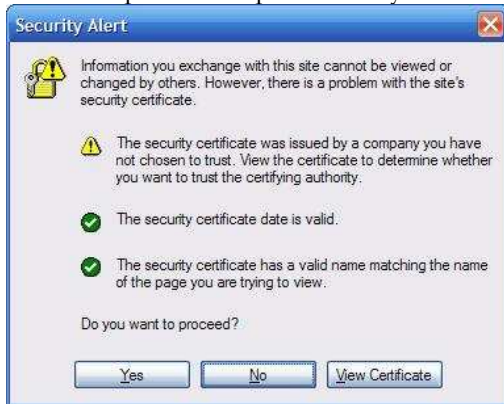 Security Alert
Information you exchange with this site cannot be viewed or
changed by others. However, there is a problem with the site's
security certificate.
The security certificate was issued by a company you have
not chosen to trust. View the certificate to determine whether
you want to trust the certifying authority.
The security certificate date is valid.
The security certificate has a valid name matching the name
of the page you are trying to view.
Do you want to proceed?
Yes
No
View Certificate